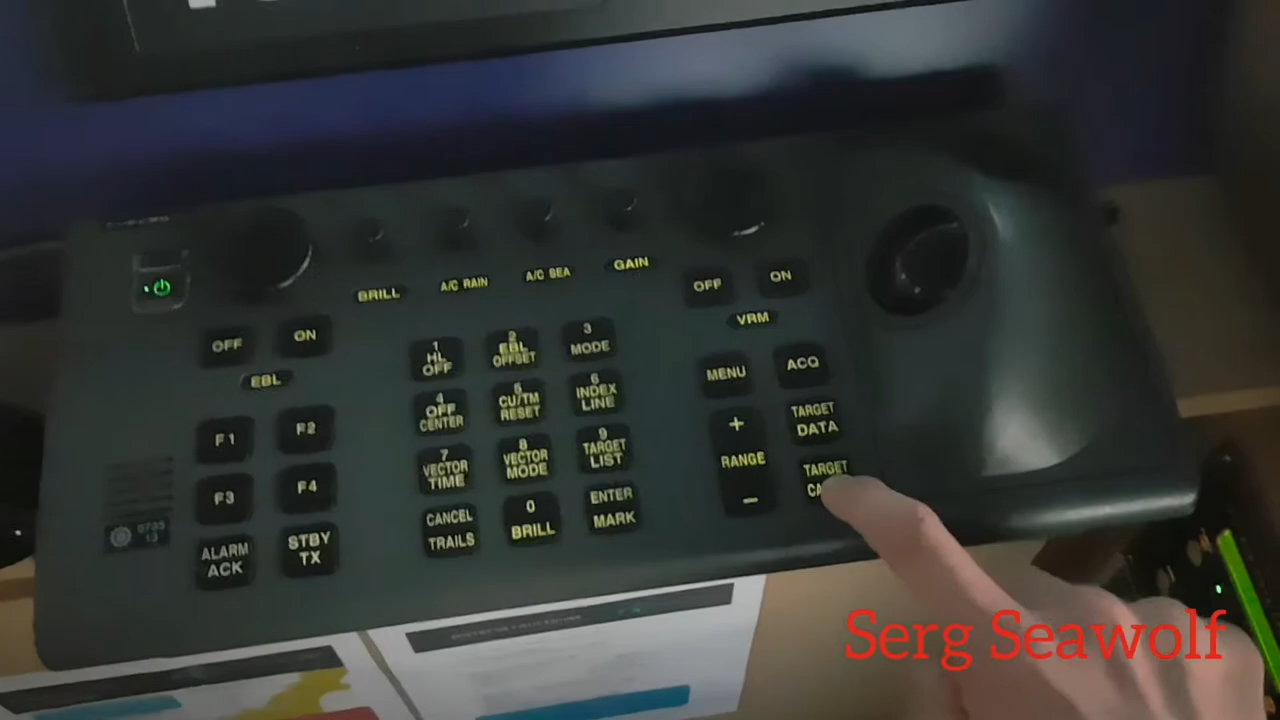 BRILL
A/C RAIN
A/C SEA
GAIN
OFF
ON
VRM
OFF
ON
EBL
1
HL
OFF
2
EBL
OFFSET
3
MODE
4
OFF
CENTER
5
CU/TM
RESET
6
INDEX
LINE
7
VECTOR
TIME
8
VECTOR
MODE
9
TARGET
LIST
CANCEL
TRAILS
0
BRILL
ENTER
MARK
MENU
ACQ
+
RANGE
-
TARGET
DATA
TARGET
F1
F2
F3
F4
ALARM
ACK
STBY
TX
0735
13
Serg Seawolf